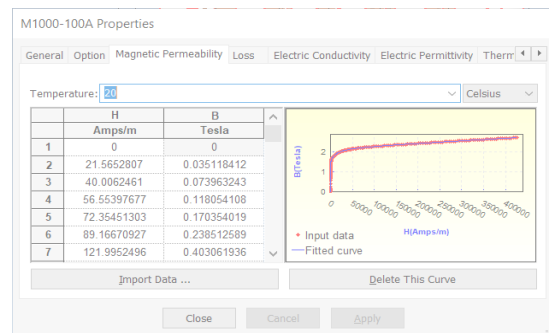 M1000-100A Properties
General Option Magnetic Permeability Loss Electric Conductivity Electric Permittivity Therm
Temperature: 20 Celsius
H B
Amps/m Tesla
1 0 0
2 21.5652807 0.035118412
3 40.0062461 0.073963243
4 56.55397677 0.118054108
5 72.35451303 0.170354019
6 89.16670927 0.238512589
7 121.9952496 0.403061936
B(Tesla)
2
1
0
0 50000 100000 150000 200000 250000 300000 350000 400000
H(Amps/m)
Input data
Fitted curve
Import Data ... Delete This Curve
Close Cancel Apply